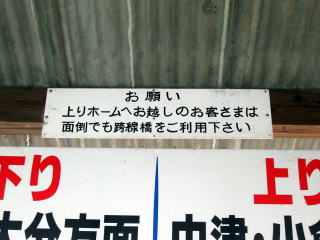 お願い
上りホームへお越しのお客さまは
面倒でも跨線橋をご利用下さい
下り
大分方面
上り
中津・小倉